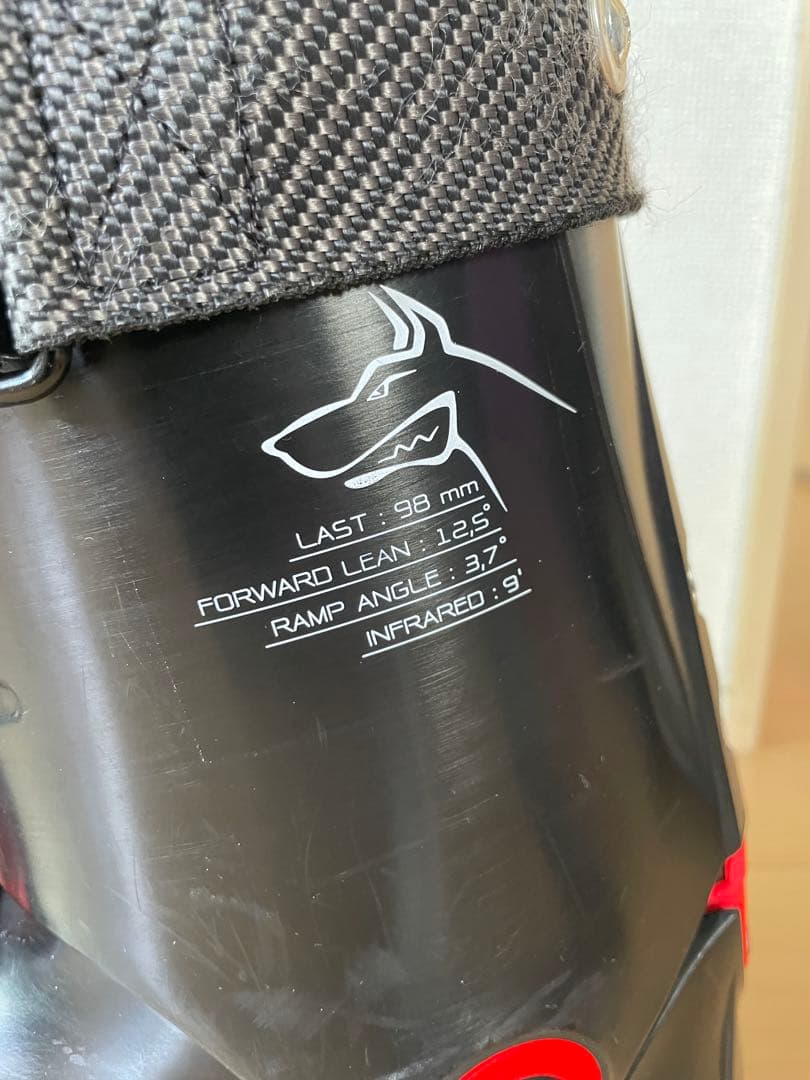 LAST : 98 mm
FORWARD LEAN : 12,5°
RAMP ANGLE : 3,7°
INFRARED : 9'